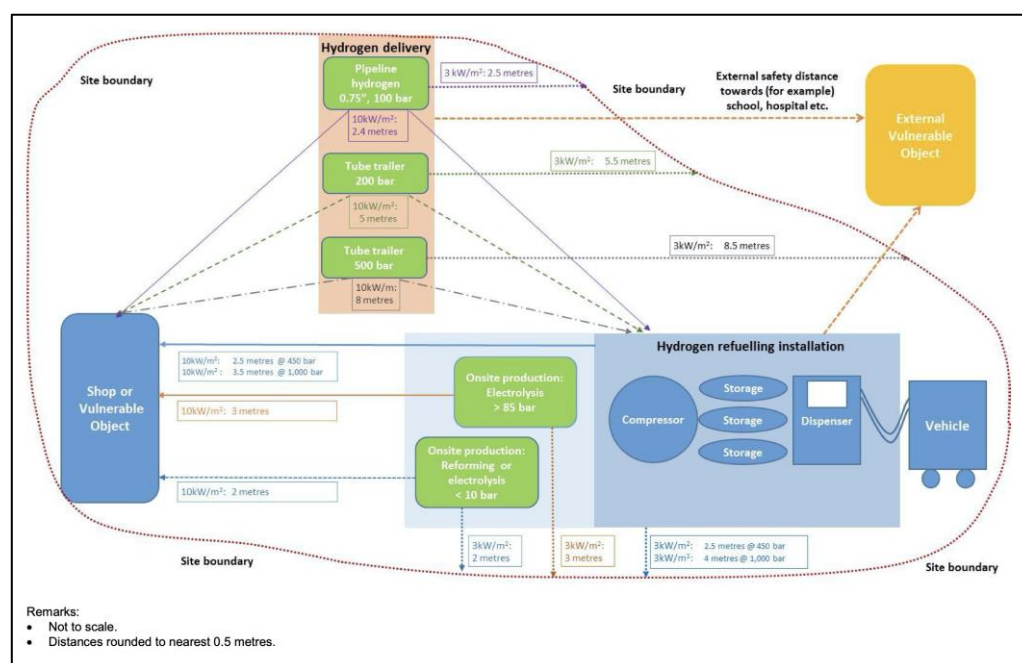 Hydrogen delivery
Site boundary
Pipeline
hydrogen
0.75", 100 bar
3 kW/m²: 2.5 metres
Site boundary
External safety distance
towards (for example)
school, hospital etc.
External
Vulnerable
Object
10kW/m²:
2.4 metres
Tube trailer
200 bar
3kW/m²: 5.5 metres
10kW/m²:
5 metres
Tube trailer
500 bar
3kW/m²: 8.5 metres
10kW/m:
8 metres
Shop or
Vulnerable
Object
10kW/m²: 2.5 metres @ 450 bar
10kW/m²: 3.5 metres @ 1,000 bar
10kW/m²: 3 metres
10kW/m²: 2 metres
Onsite production:
Electrolysis
> 85 bar
Onsite production:
Reforming or
electrolysis
< 10 bar
Hydrogen refuelling installation
Compressor
Storage
Storage
Storage
Dispenser
Vehicle
3kW/m²:
2 metres
3kW/m²:
3 metres
3kW/m²: 2.5 metres @ 450 bar
3kW/m²: 4 metres @ 1,000 bar
Site boundary
Site boundary
Remarks:
• Not to scale.
• Distances rounded to nearest 0.5 metres.